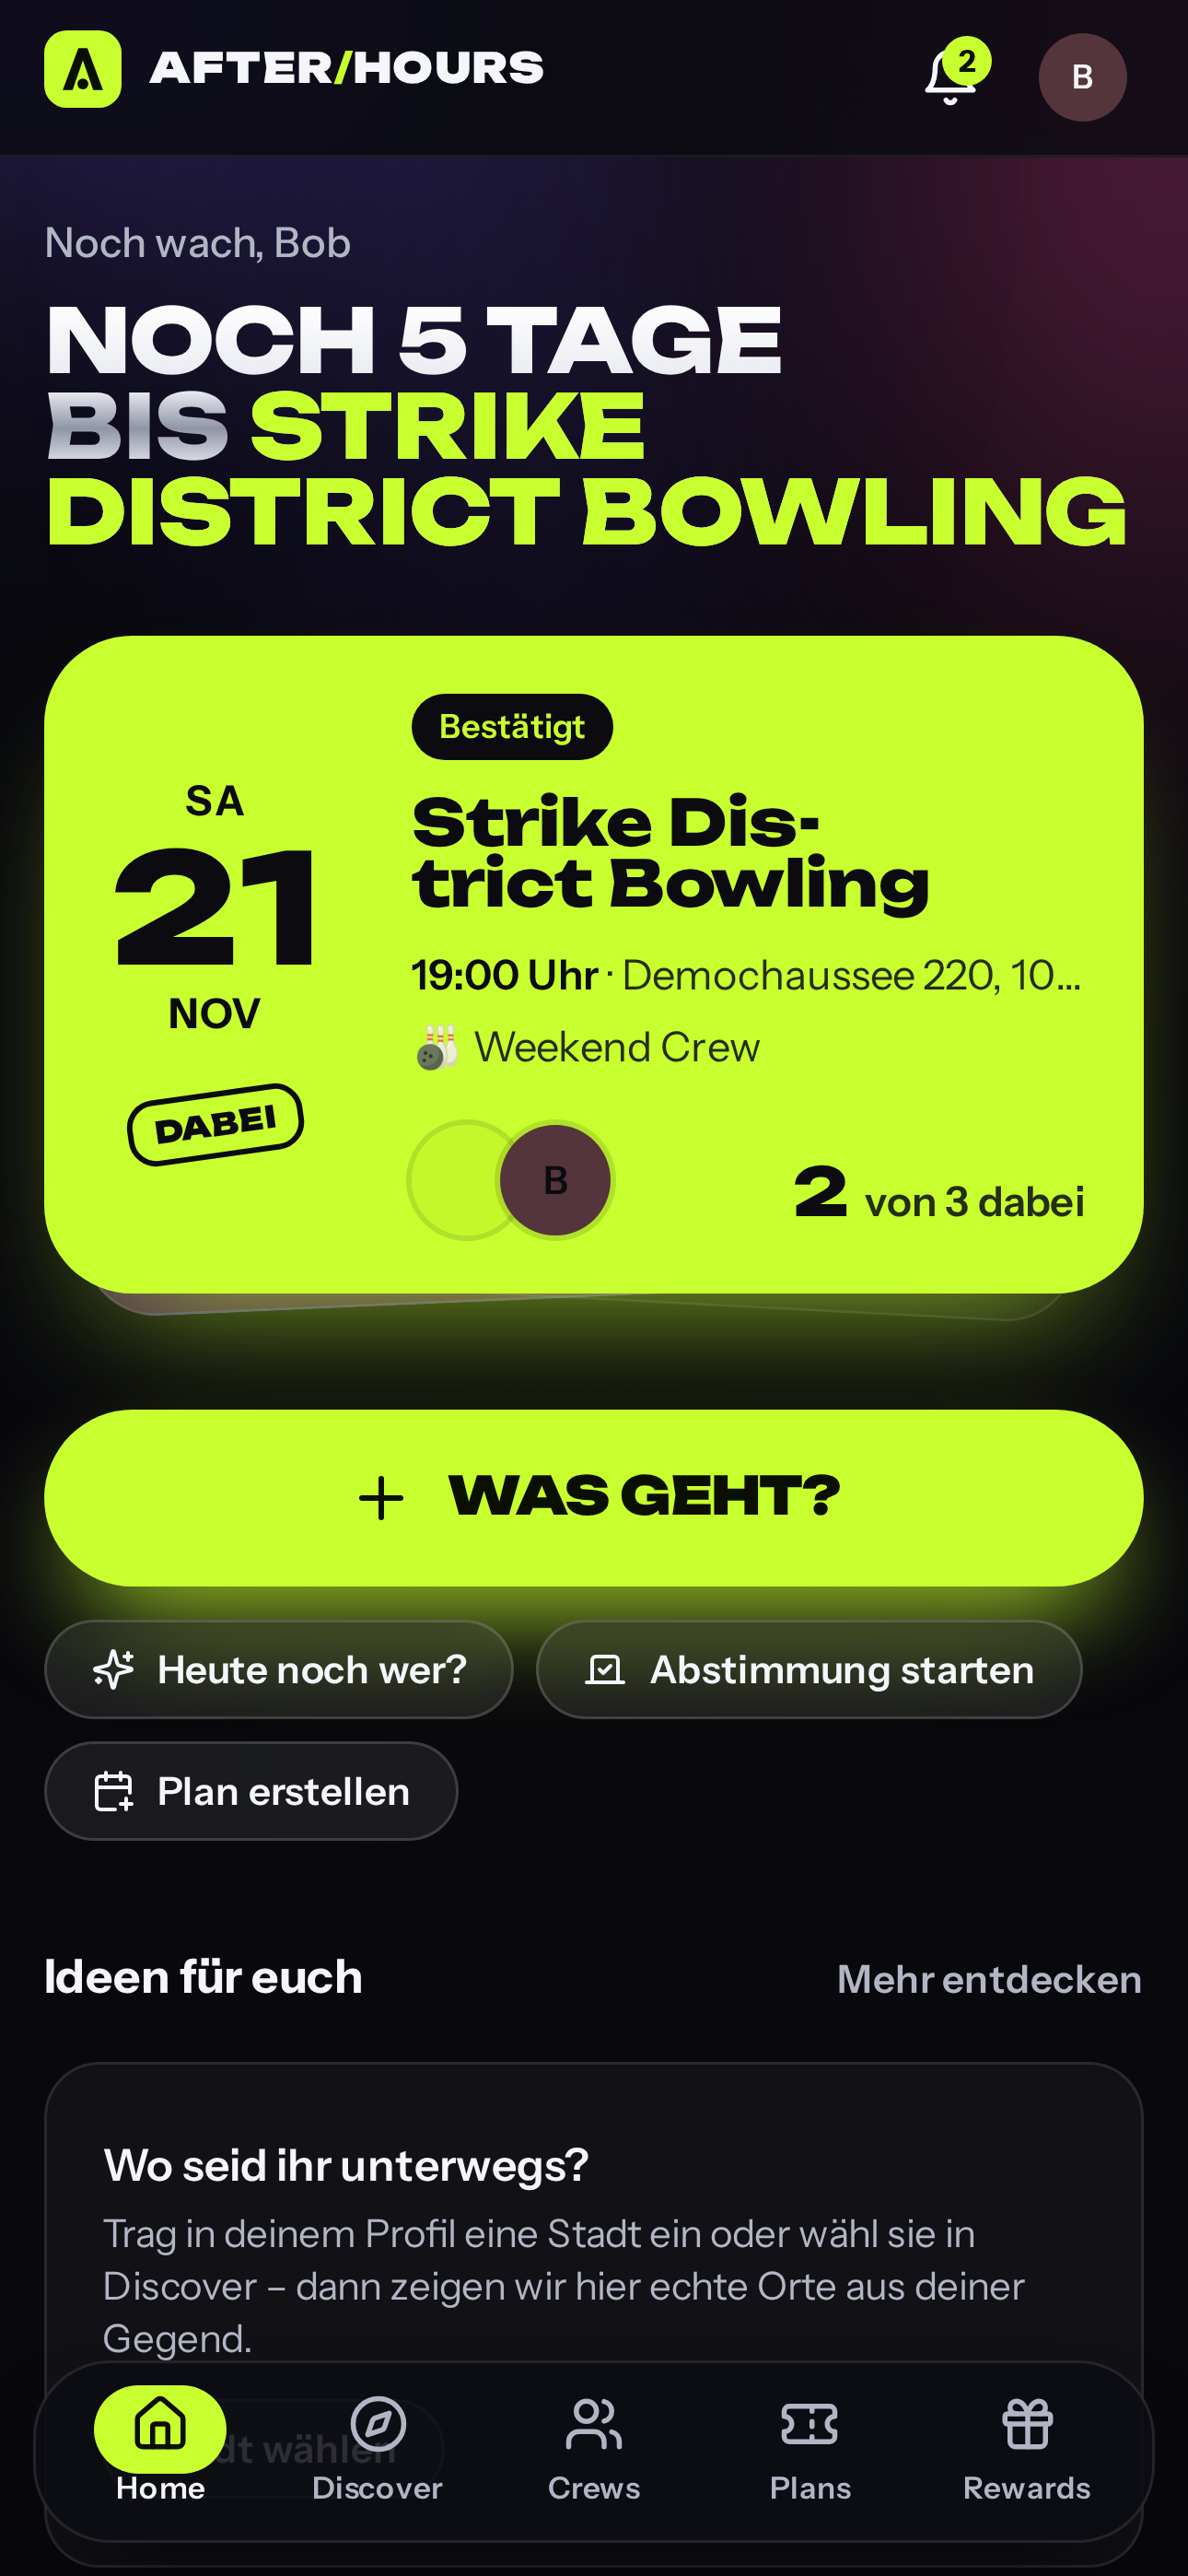 AFTER/HOURS
2
B
Noch wach, Bob
NOCH 5 TAGE
BIS STRIKE
DISTRICT BOWLING
Bestätigt
SA
21
NOV
DABEI
Strike Dis-
trict Bowling
19:00 Uhr · Demochaussee 220, 10...
Weekend Crew
B
2 von 3 dabei
WAS GEHT?
Heute noch wer?
Abstimmung starten
Plan erstellen
Ideen für euch
Mehr entdecken
Wo seid ihr unterwegs?
Trag in deinem Profil eine Stadt ein oder wähl sie in
Discover – dann zeigen wir hier echte Orte aus deiner
Gegend.
wählen
Home
Discover
Crews
Plans
Rewards